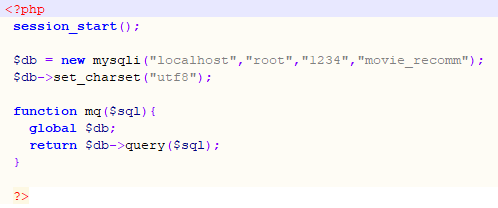 <?php
session_start();
$db = new mysqli("localhost","root","1234","movie_recomm");
$db->set_charset("utf8");
function mq($sql){
global $db;
return $db->query($sql);
}
?>